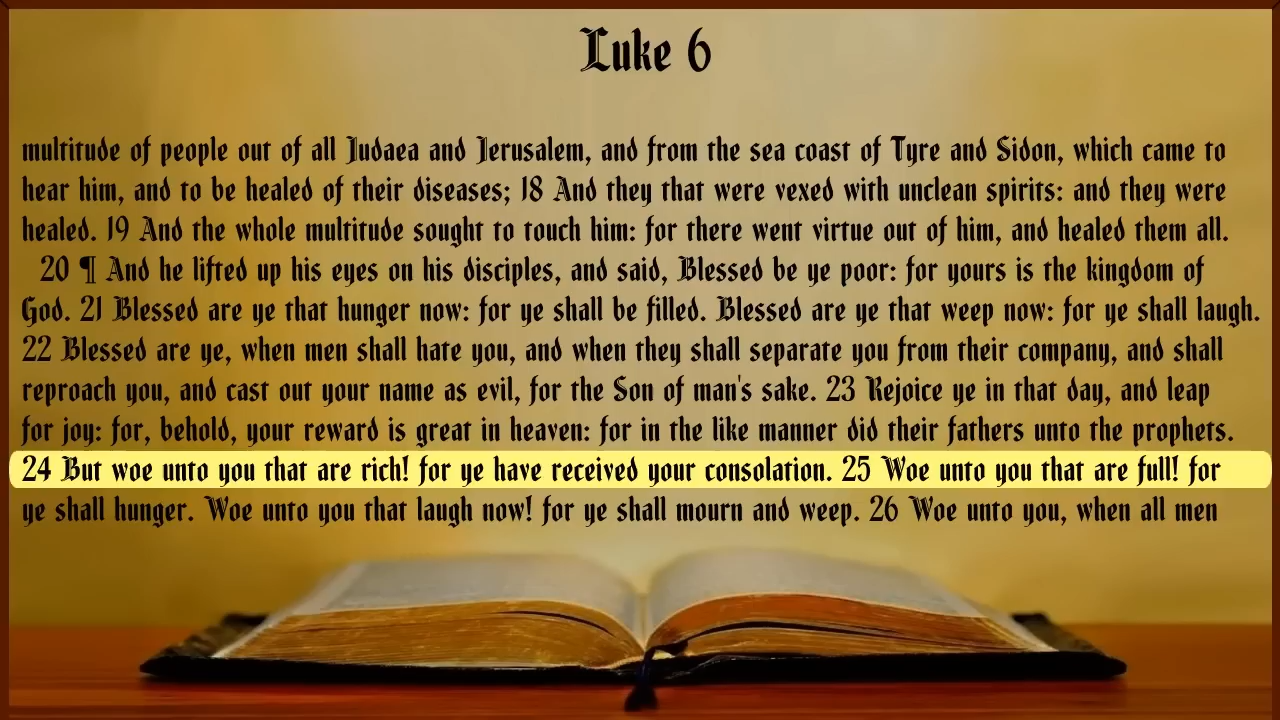 Luke 6
multitude of people out of all Judaea and Jerusalem, and from the sea coast of Tyre and Sidon, which came to
hear him, and to be healed of their diseases; 18 And they that were vexed with unclean spirits: and they were
healed. 19 And the whole multitude sought to touch him: for there went virtue out of him, and healed them all.
20 ¶ And he lifted up his eyes on his disciples, and said, Blessed be ye poor: for yours is the kingdom of
God. 21 Blessed are ye that hunger now: for ye shall be filled. Blessed are ye that weep now: for ye shall laugh.
22 Blessed are ye, when men shall hate you, and when they shall separate you from their company, and shall
reproach you, and cast out your name as evil, for the Son of man's sake. 23 Rejoice ye in that day, and leap
for joy: for, behold, your reward is great in heaven: for in the like manner did their fathers unto the prophets.
24 But woe unto you that are rich! for ye have received your consolation. 25 Woe unto you that are full! for
ye shall hunger. Woe unto you that laugh now! for ye shall mourn and weep. 26 Woe unto you, when all men